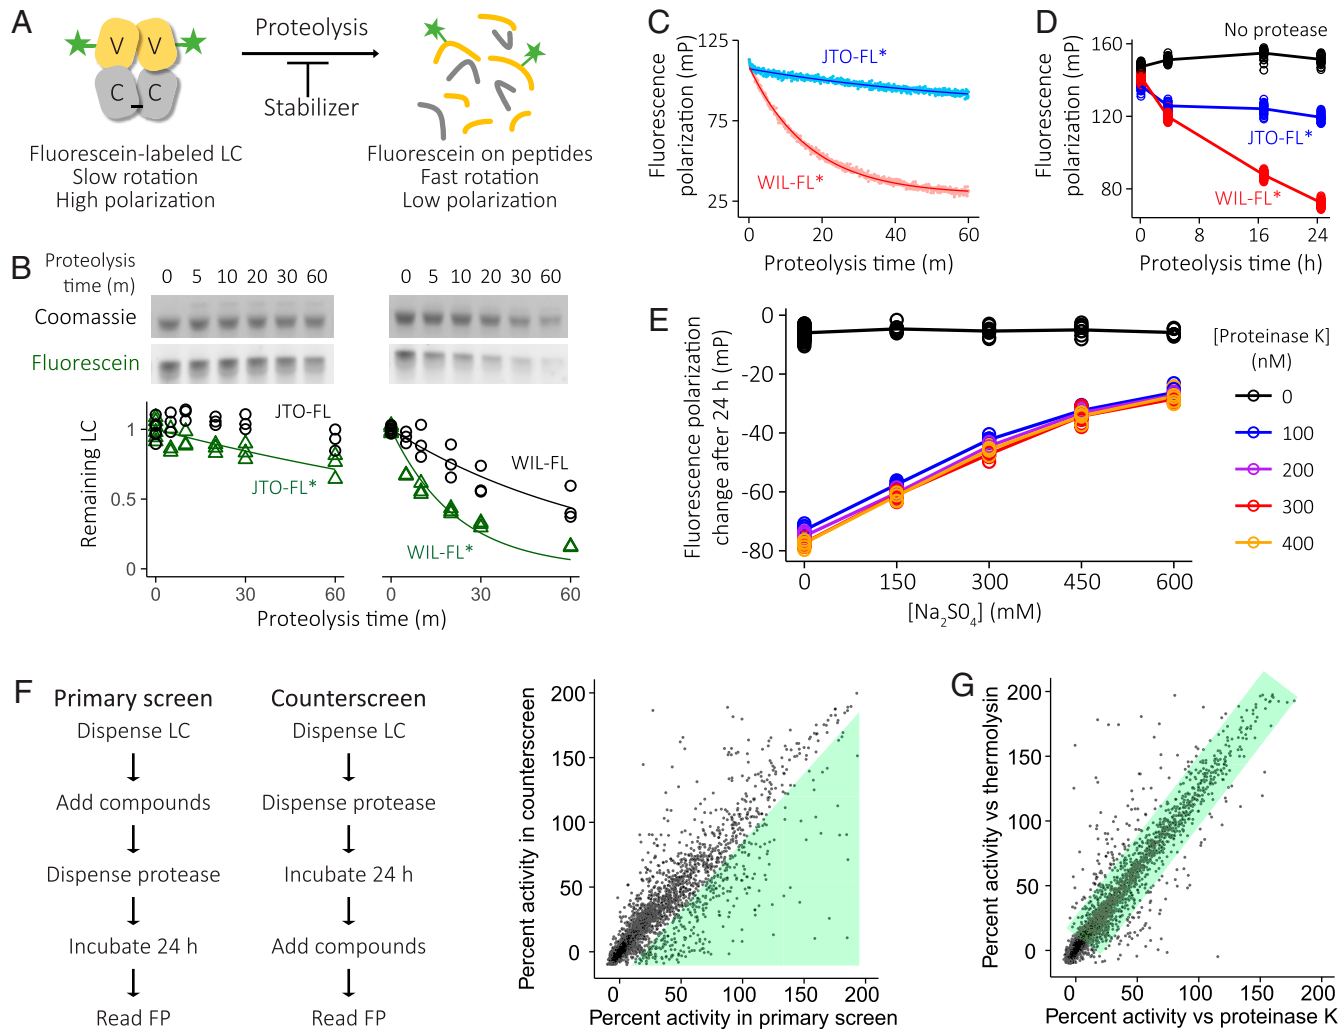 A
V V
C C
Proteolysis
Stabilizer
Fluorescein-labeled LC
Slow rotation
High polarization
Fluorescein on peptides
Fast rotation
Low polarization
B
Proteolysis
time (m)
0 5 10 20 30 60
0 5 10 20 30 60
Coomassie
Fluorescein
Remaining LC
1
0.5
0
JTO-FL
JTO-FL*
WIL-FL
WIL-FL*
0 30 60
0 30 60
Proteolysis time (m)
C
Fluorescence
polarization (mP)
125
75
25
JTO-FL*
WIL-FL*
0 20 40 60
Proteolysis time (m)
D
Fluorescence
polarization (mP)
160
120
80
No protease
JTO-FL*
WIL-FL*
0 8 16 24
Proteolysis time (h)
E
Fluorescence polarization
change after 24 h (mP)
0
-20
-40
-60
-80
0 150 300 450 600
[Na2SO4] (mM)
[Proteinase K]
(nM)
0
100
200
300
400
F
Primary screen
Dispense LC
Add compounds
Dispense protease
Incubate 24 h
Read FP
Counterscreen
Dispense LC
Dispense protease
Incubate 24 h
Add compounds
Read FP
Percent activity in counterscreen
200
150
100
50
0
0 50 100 150 200
Percent activity in primary screen
G
Percent activity vs thermolysin
200
150
100
50
0
0 50 100 150 200
Percent activity vs proteinase K